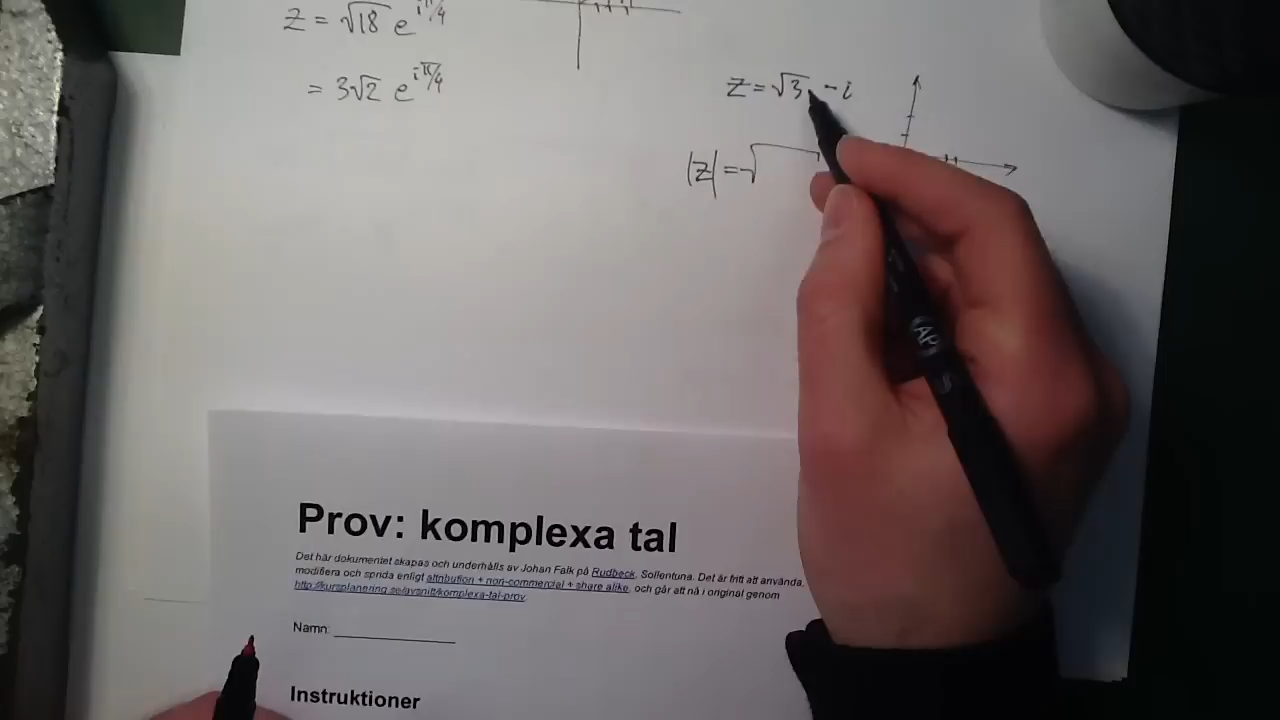 z = √18 e^{iπ/4}
= 3√2 e^{iπ/4}
z = √3 - i
|z| = √
Prov: komplexa tal
Det här dokumentet skapas och underhålls av Johan Falk på Rudbeck, Sollentuna. Det är fritt att använda,
modifiera och sprida enligt attribution + non-commercial + share alike, och går att nå i original genom
http://kursplanering.se/avsnitt/komplexa-tal-prov.
Namn: ____________________
Instruktioner